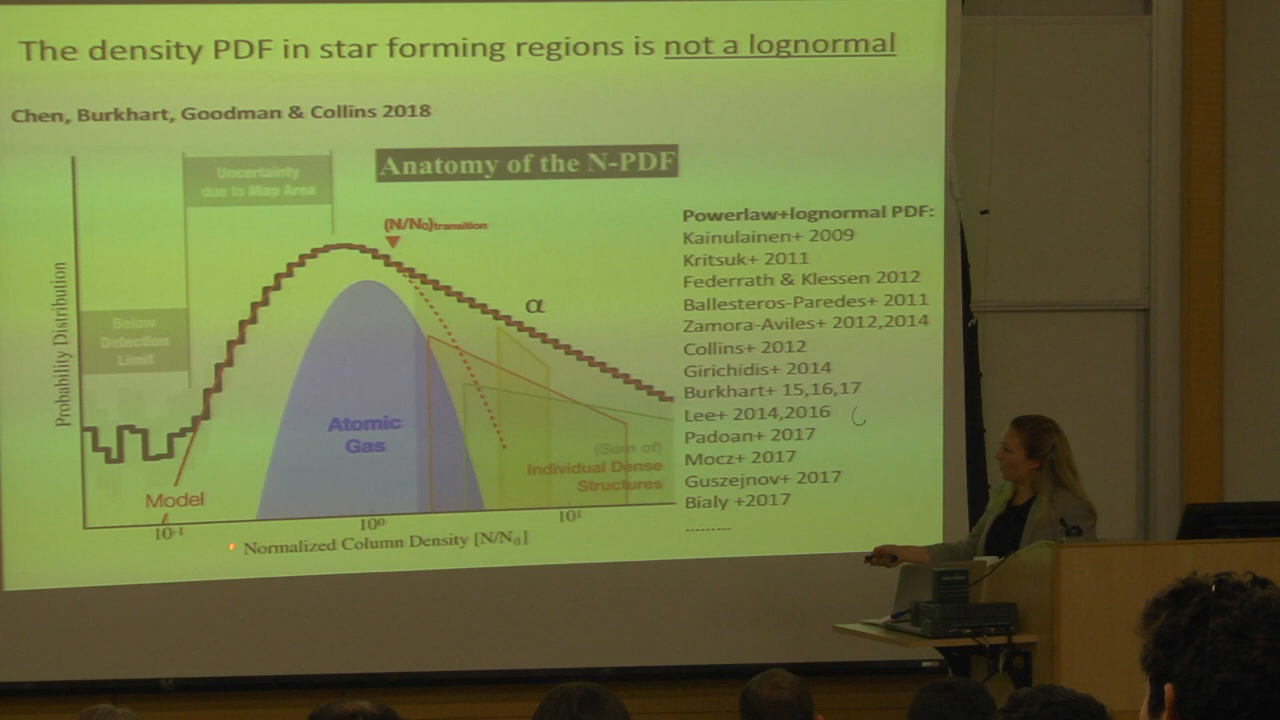 The density PDF in star forming regions is not a lognormal
Chen, Burkhart, Goodman & Collins 2018
Anatomy of the N-PDF
Uncertainty
due to Map Area
(N/N₀)transition
Below
Detection
Limit
α
Probability Distribution
Atomic
Gas
(Sum of)
Individual Dense
Structures
Model
10⁻¹
10⁰
10¹
Normalized Column Density [N/N₀]
Powerlaw+lognormal PDF:
Kainulainen+ 2009
Kritsuk+ 2011
Federrath & Klessen 2012
Ballesteros-Paredes+ 2011
Zamora-Aviles+ 2012,2014
Collins+ 2012
Girichidis+ 2014
Burkhart+ 15,16,17
Lee+ 2014,2016
Padoan+ 2017
Mocz+ 2017
Guszejnov+ 2017
Bialy +2017
.........